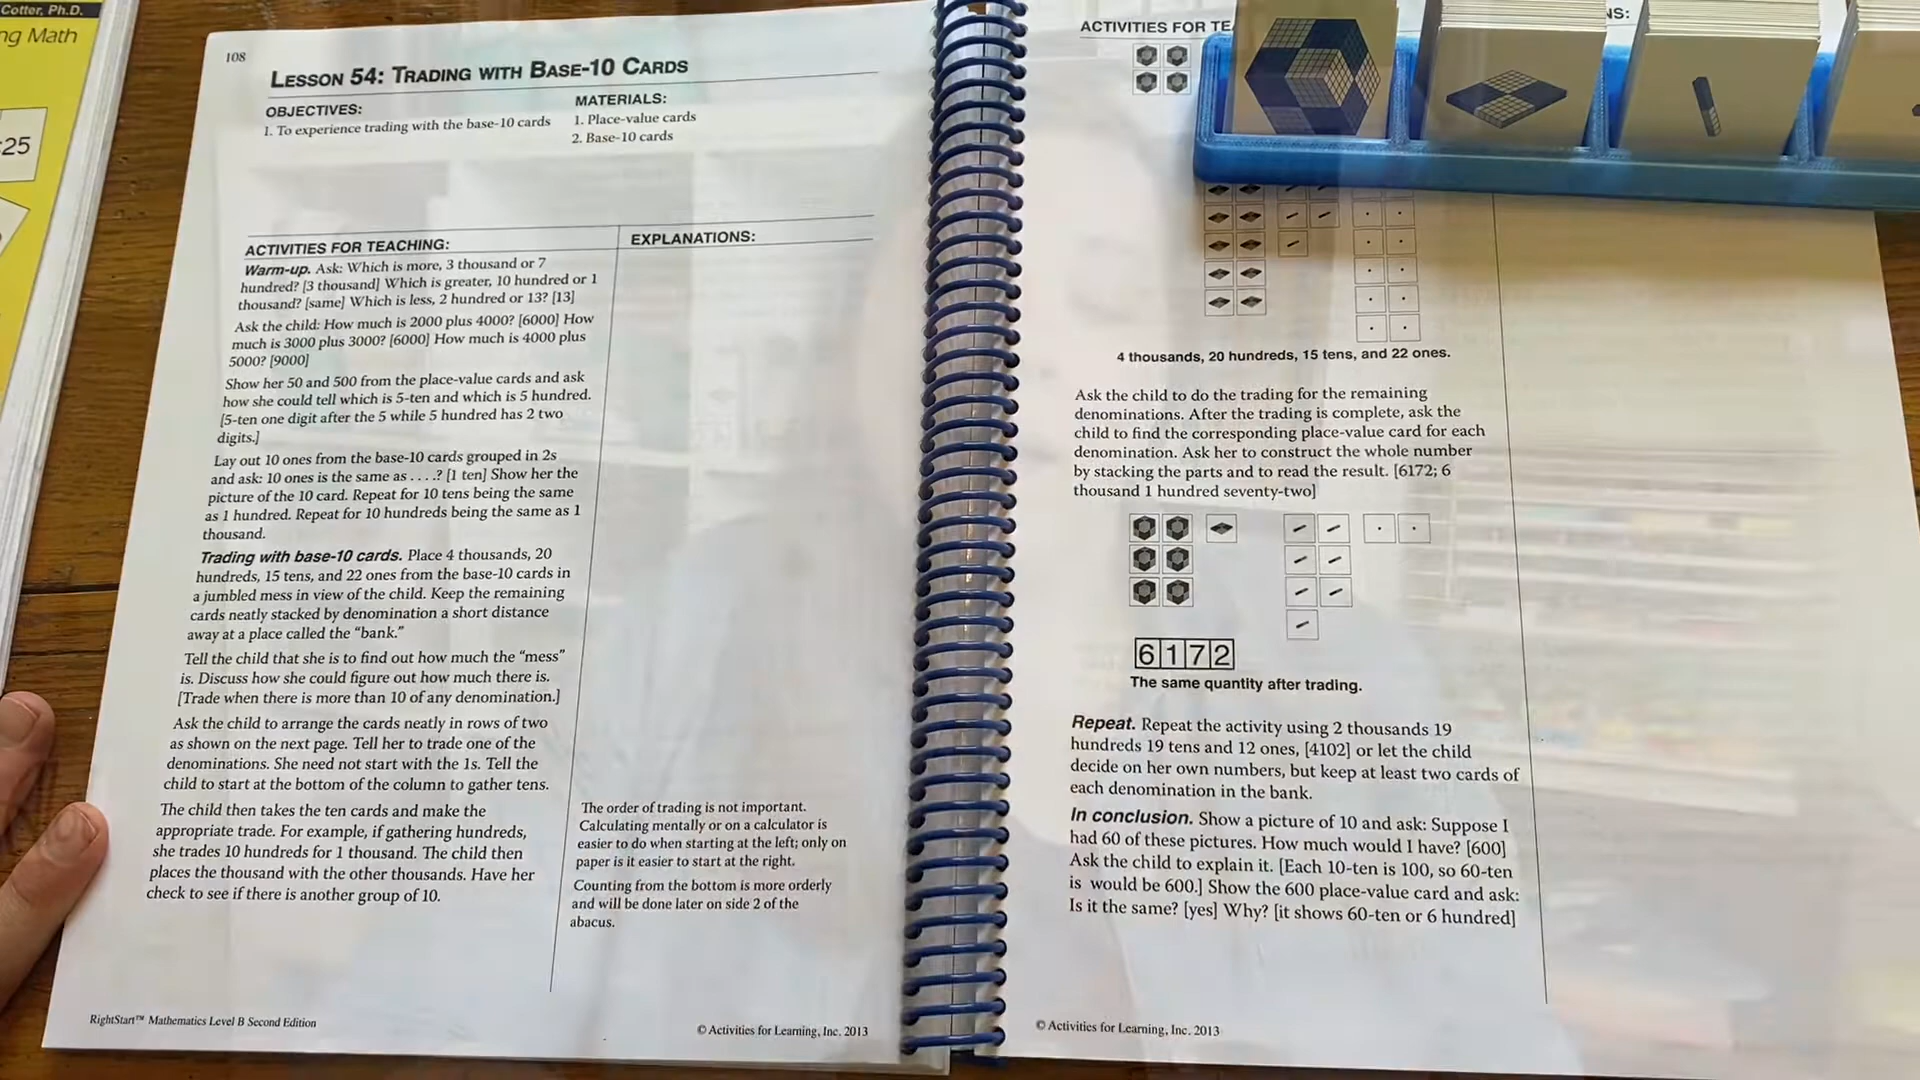 Cotter, Ph.D.
ng Math
25
108
LESSON 54: TRADING WITH BASE-10 CARDS
OBJECTIVES:
1. To experience trading with the base-10 cards
MATERIALS:
1. Place-value cards
2. Base-10 cards
ACTIVITIES FOR TEACHING:
Warm-up. Ask: Which is more, 3 thousand or 7
hundred? [3 thousand] Which is greater, 10 hundred or 1
thousand? [same] Which is less, 2 hundred or 13? [13]
Ask the child: How much is 2000 plus 4000? [6000] How
much is 3000 plus 3000? [6000] How much is 4000 plus
5000? [9000]
Show her 50 and 500 from the place-value cards and ask
how she could tell which is 5-ten and which is 5 hundred.
[5-ten one digit after the 5 while 5 hundred has 2 two
digits.]
Lay out 10 ones from the base-10 cards grouped in 2s
and ask: 10 ones is the same as . . . .? [1 ten] Show her the
picture of the 10 card. Repeat for 10 tens being the same
as 1 hundred. Repeat for 10 hundreds being the same as 1
thousand.
Trading with base-10 cards. Place 4 thousands, 20
hundreds, 15 tens, and 22 ones from the base-10 cards in
a jumbled mess in view of the child. Keep the remaining
cards neatly stacked by denomination a short distance
away at a place called the “bank.”
Tell the child that she is to find out how much the “mess”
is. Discuss how she could figure out how much there is.
[Trade when there is more than 10 of any denomination.]
Ask the child to arrange the cards neatly in rows of two
as shown on the next page. Tell her to trade one of the
denominations. She need not start with the 1s. Tell the
child to start at the bottom of the column to gather tens.
The child then takes the ten cards and make the
appropriate trade. For example, if gathering hundreds,
she trades 10 hundreds for 1 thousand. The child then
places the thousand with the other thousands. Have her
check to see if there is another group of 10.
EXPLANATIONS:
The order of trading is not important.
Calculating mentally or on a calculator is
easier to do when starting at the left; only on
paper is it easier to start at the right.
Counting from the bottom is more orderly
and will be done later on side 2 of the
abacus.
RightStart™ Mathematics Level B Second Edition
© Activities for Learning, Inc. 2013
ACTIVITIES FOR TE
NS:
4 thousands, 20 hundreds, 15 tens, and 22 ones.
Ask the child to do the trading for the remaining
denominations. After the trading is complete, ask the
child to find the corresponding place-value card for each
denomination. Ask her to construct the whole number
by stacking the parts and to read the result. [6172; 6
thousand 1 hundred seventy-two]
6172
The same quantity after trading.
Repeat. Repeat the activity using 2 thousands 19
hundreds 19 tens and 12 ones, [4102] or let the child
decide on her own numbers, but keep at least two cards of
each denomination in the bank.
In conclusion. Show a picture of 10 and ask: Suppose I
had 60 of these pictures. How much would I have? [600]
Ask the child to explain it. [Each 10-ten is 100, so 60-ten
is would be 600.] Show the 600 place-value card and ask:
Is it the same? [yes] Why? [it shows 60-ten or 6 hundred]
© Activities for Learning, Inc. 2013